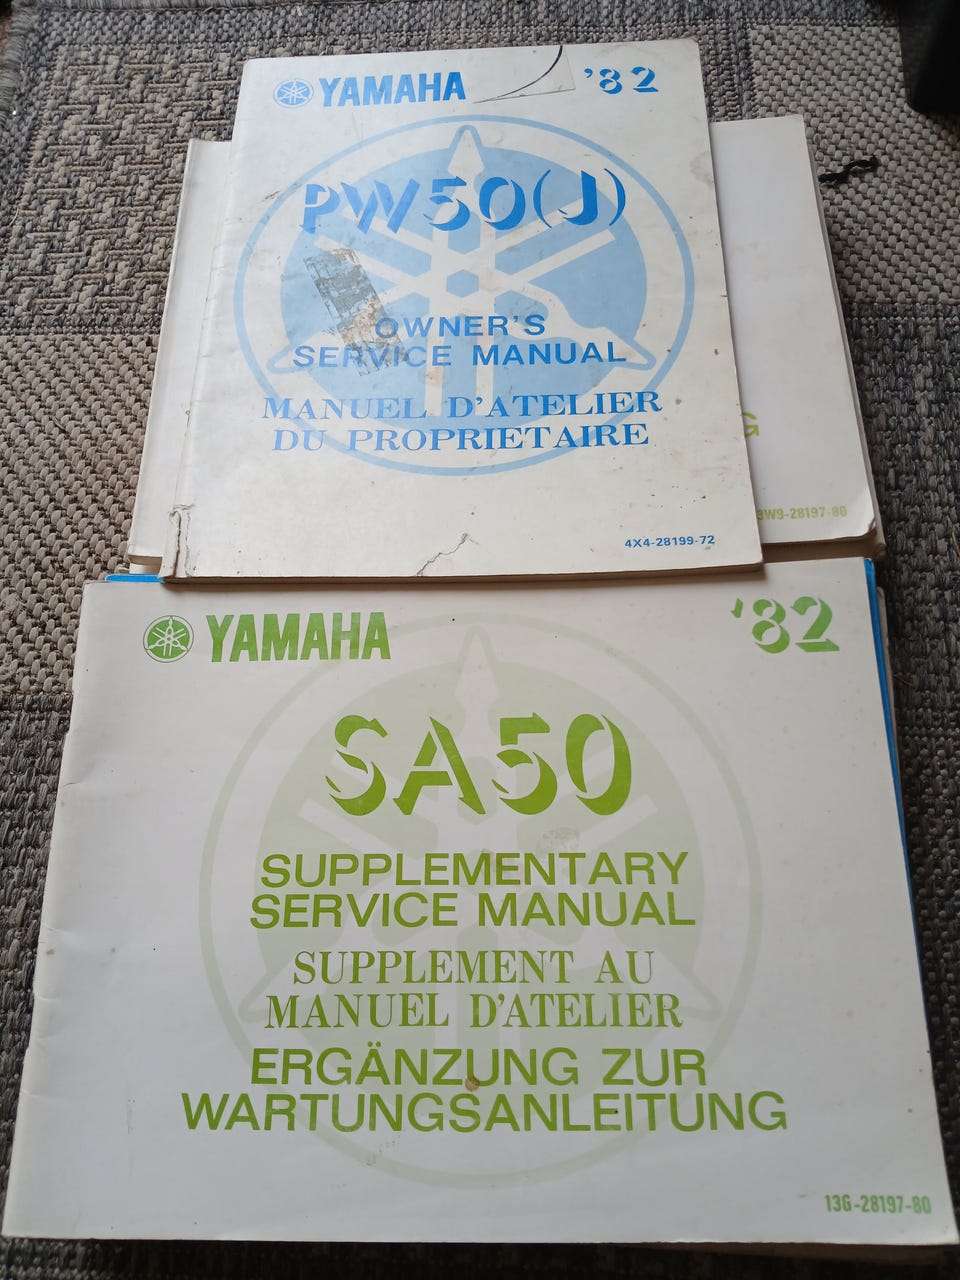 YAMAHA '82
PW50(J)
OWNER'S
SERVICE MANUAL
MANUEL D'ATELIER
DU PROPRIETAIRE
4X4-28199-72
G
3W9-28197-80
YAMAHA '82
SA50
SUPPLEMENTARY
SERVICE MANUAL
SUPPLEMENT AU
MANUEL D'ATELIER
ERGÄNZUNG ZUR
WARTUNGSANLEITUNG
13G-28197-80